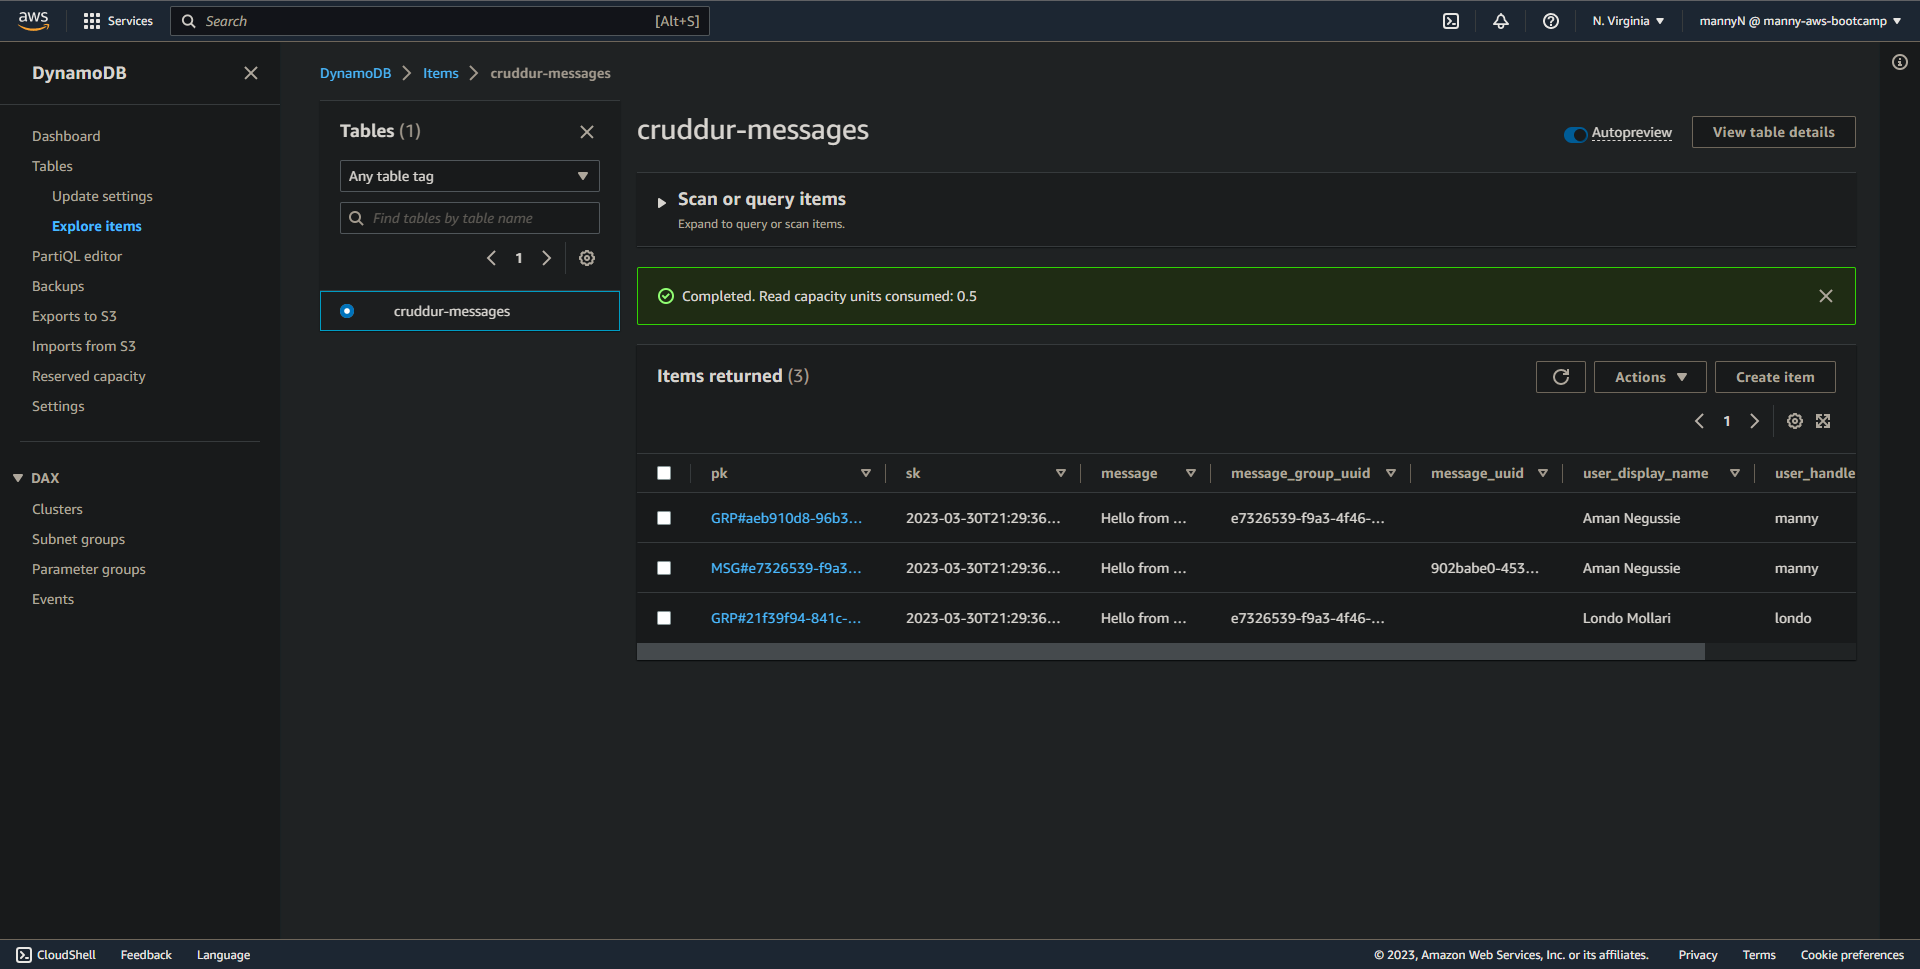 aws
Services
Search
[Alt+S]
N. Virginia
mannyN @ manny-aws-bootcamp
DynamoDB
Dashboard
Tables
Update settings
Explore items
PartiQL editor
Backups
Exports to S3
Imports from S3
Reserved capacity
Settings
DAX
Clusters
Subnet groups
Parameter groups
Events
DynamoDB > Items > cruddur-messages
Tables (1)
Any table tag
Find tables by table name
1
cruddur-messages
cruddur-messages
Autopreview
View table details
Scan or query items
Expand to query or scan items.
Completed. Read capacity units consumed: 0.5
Items returned (3)
Actions
Create item
1
pk sk message message_group_uuid message_uuid user_display_name user_handle
GRP#aeb910d8-96b3... 2023-03-30T21:29:36... Hello from ... e7326539-f9a3-4f46-... Aman Negussie manny
MSG#e7326539-f9a3... 2023-03-30T21:29:36... Hello from ... 902babe0-453... Aman Negussie manny
GRP#21f39f94-841c-... 2023-03-30T21:29:36... Hello from ... e7326539-f9a3-4f46-... Londo Mollari londo
CloudShell
Feedback
Language
© 2023, Amazon Web Services, Inc. or its affiliates.
Privacy
Terms
Cookie preferences